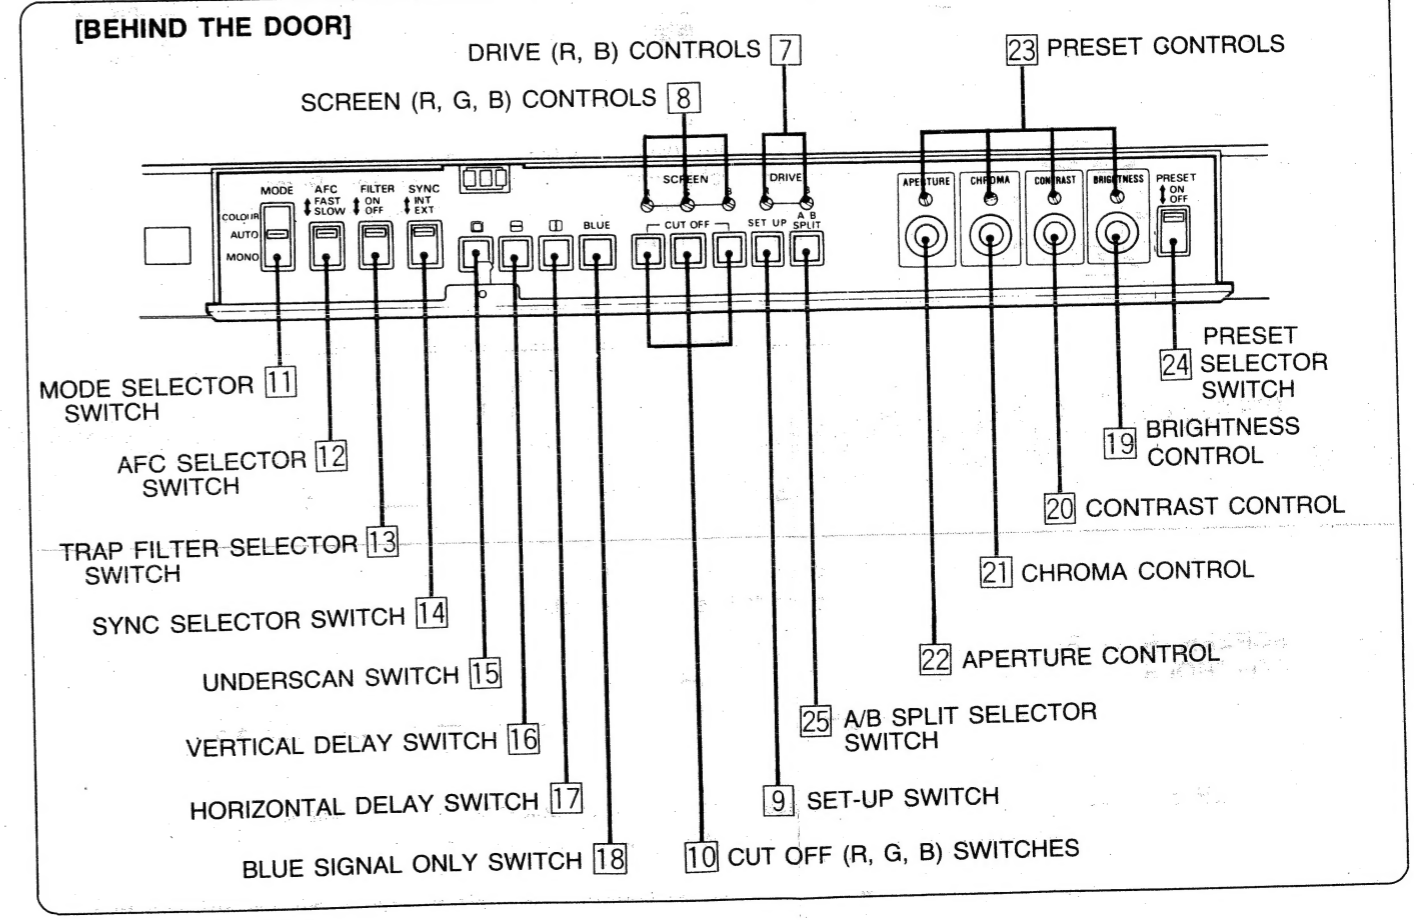 [BEHIND THE DOOR]
DRIVE (R, B) CONTROLS 7
23 PRESET GONTROLS
SCREEN (R, G, B) CONTROLS 8
MODE
COLOUR
AUTO
MONO
AFC
FAST
SLOW
FILTER
ON
OFF
SYNC
INT
EXT
BLUE
SCREEN
R G B
CUT OFF
DRIVE
R B
SET UP
A B
SPLIT
APERTURE
CHROMA
CONTRAST
BRIGHTNESS
PRESET
ON
OFF
MODE SELECTOR 11
SWITCH
AFC SELECTOR 12
SWITCH
TRAP FILTER SELECTOR 13
SWITCH
SYNC SELECTOR SWITCH 14
UNDERSCAN SWITCH 15
VERTICAL DELAY SWITCH 16
HORIZONTAL DELAY SWITCH 17
BLUE SIGNAL ONLY SWITCH 18
10 CUT OFF (R, G, B) SWITCHES
9 SET-UP SWITCH
25 A/B SPLIT SELECTOR
SWITCH
22 APERTURE CONTROL
21 CHROMA CONTROL
20 CONTRAST CONTROL
19 BRIGHTNESS
CONTROL
PRESET
24 SELECTOR
SWITCH